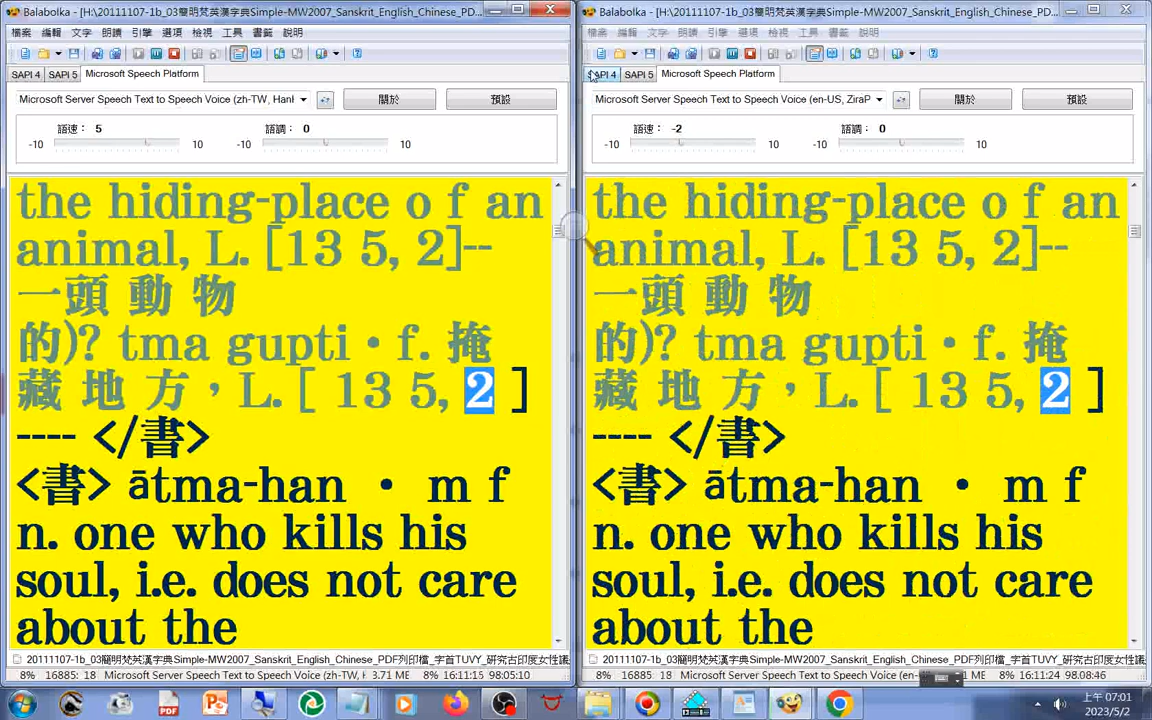 Balabolka - [H:\20111107-1b_03簡明梵英漢字典Simple-MW2007_Sanskrit_English_Chinese_PD...
檔案 編輯 文字 朗讀 引擎 選項 檢視 工具 書籤 說明
SAPI 4 SAPI 5 Microsoft Speech Platform
Microsoft Server Speech Text to Speech Voice (zh-TW, Hanl 關於 預設
語速： 5 語調： 0
-10 10 -10 10
the hiding-place o f an
animal, L. [13 5, 2]--
一頭 動 物
的)? tma gupti • f. 掩
藏 地 方，L. [ 13 5, 2 ]
---- </書>
<書> ātma-han • m f
n. one who kills his
soul, i.e. does not care
about the
20111107-1b_03簡明梵英漢字典Simple-MW2007_Sanskrit_English_Chinese_PDF列印檔_字首TUVY_研究古印度女性議
8% 16885: 18 Microsoft Server Speech Text to Speech Voice (zh-TW, H 3.71 ME 8% 16:11:15 98:05:10
Balabolka - [H:\20111107-1b_03簡明梵英漢字典Simple-MW2007_Sanskrit_English_Chinese_PD...
檔案 編輯 文字 朗讀 引擎 選項 檢視 工具 書籤 說明
SAPI 4 SAPI 5 Microsoft Speech Platform
Microsoft Server Speech Text to Speech Voice (en-US, ZiraP 關於 預設
語速： -2 語調： 0
-10 10 -10 10
the hiding-place o f an
animal, L. [13 5, 2]--
一頭 動 物
的)? tma gupti • f. 掩
藏 地 方，L. [ 13 5, 2 ]
---- </書>
<書> ātma-han • m f
n. one who kills his
soul, i.e. does not care
about the
20111107-1b_03簡明梵英漢字典Simple-MW2007_Sanskrit_English_Chinese_PDF列印檔_字首TUVY_研究古印度女性議
8% 16885: 18 Microsoft Server Speech Text to Speech Voice (en-U 1 ME 8% 16:11:24 98:08:46
PDF
上午 07:01
2023/5/2